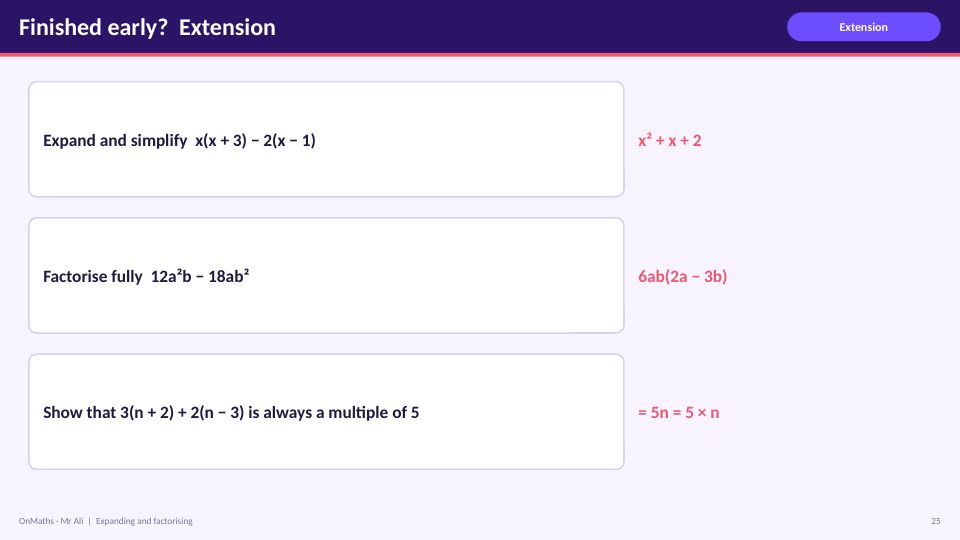 Finished early?  Extension
Extension
Expand and simplify  x(x + 3) − 2(x − 1)
x² + x + 2
Factorise fully  12a²b − 18ab²
6ab(2a − 3b)
Show that 3(n + 2) + 2(n − 3) is always a multiple of 5
= 5n = 5 × n
OnMaths · Mr Ali  |  Expanding and factorising
25